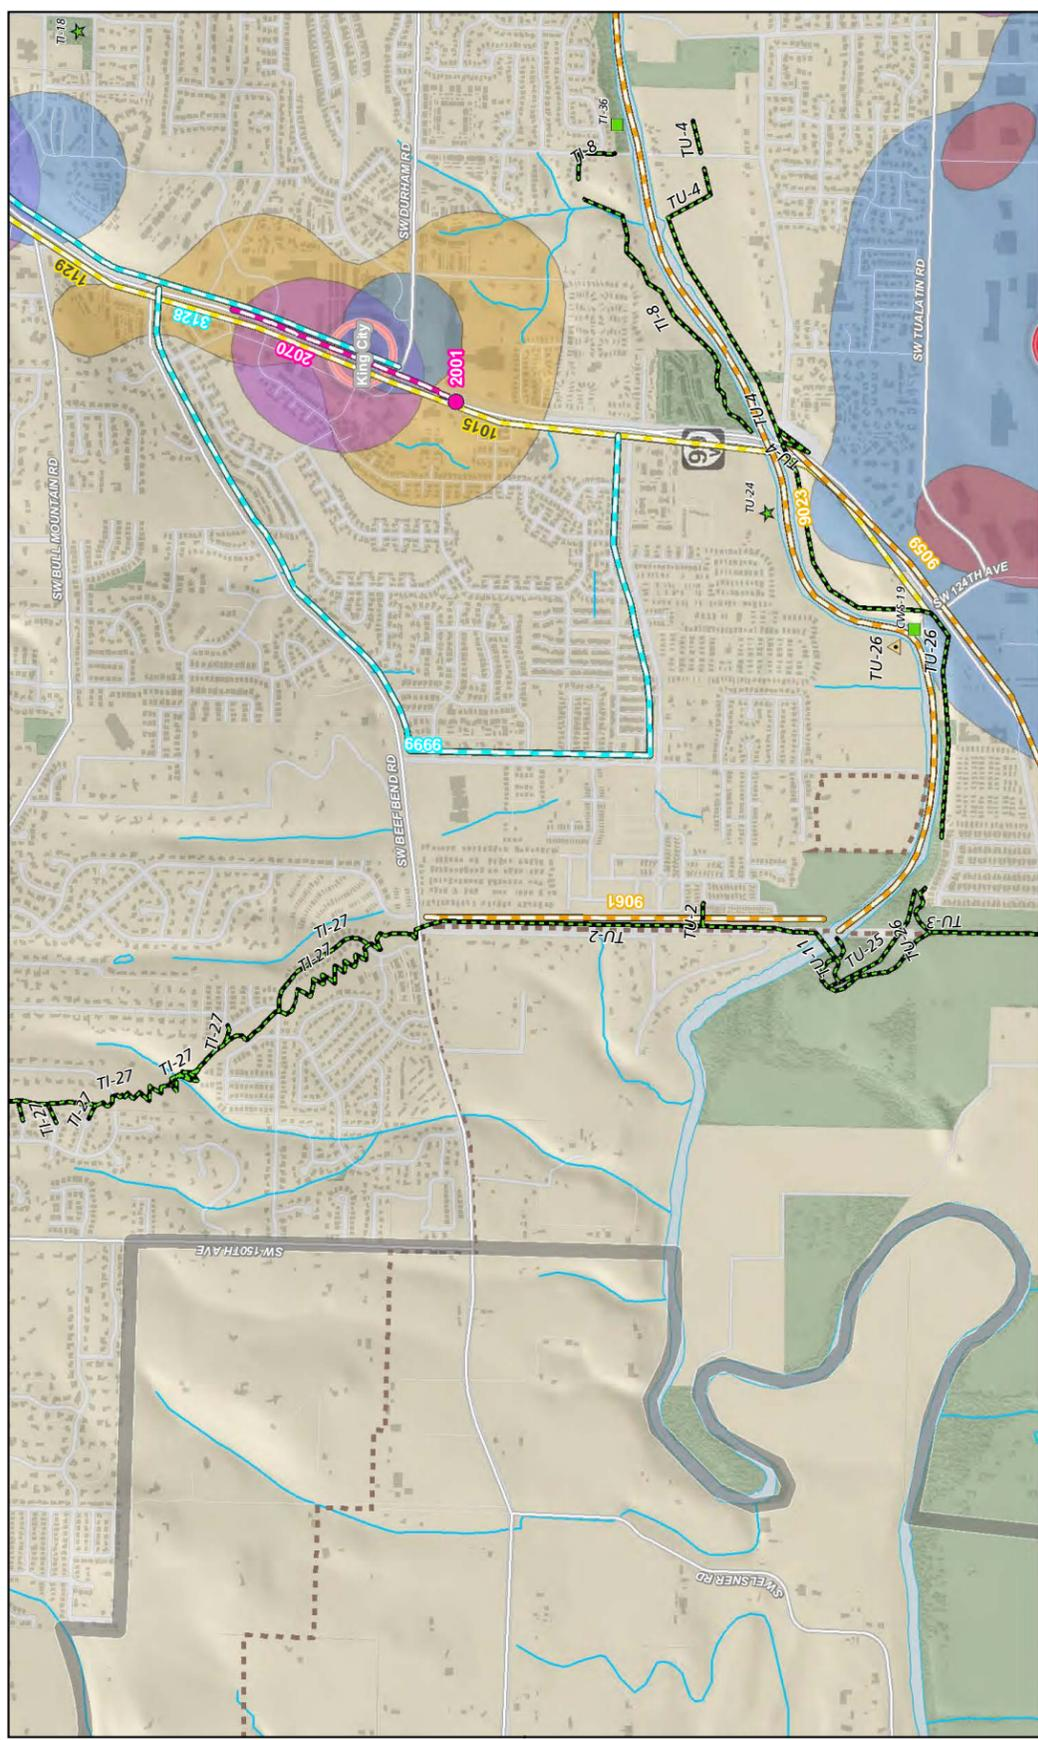 TI-18
1129
SW BULL MOUNTAIN RD
3128
2070
King City
SW DURHAM RD
2001
1015
TI-36
TI-8
TU-4
TU-4
TI-8
SW TUALATIN RD
99
W
TU-4
TU-4
TU-24
9023
9059
SW 124TH AVE
CWS-19
TU-26
TU-26
9999
SW BEEF BEND RD
9061
TU-2
TU-2
TI-27
TI-27
TI-27
TI-27
TI-27
TI-27
TI-27
TU-11
TU-25
TU-26
TU-3
SW 150TH AVE
SW ELSNER RD